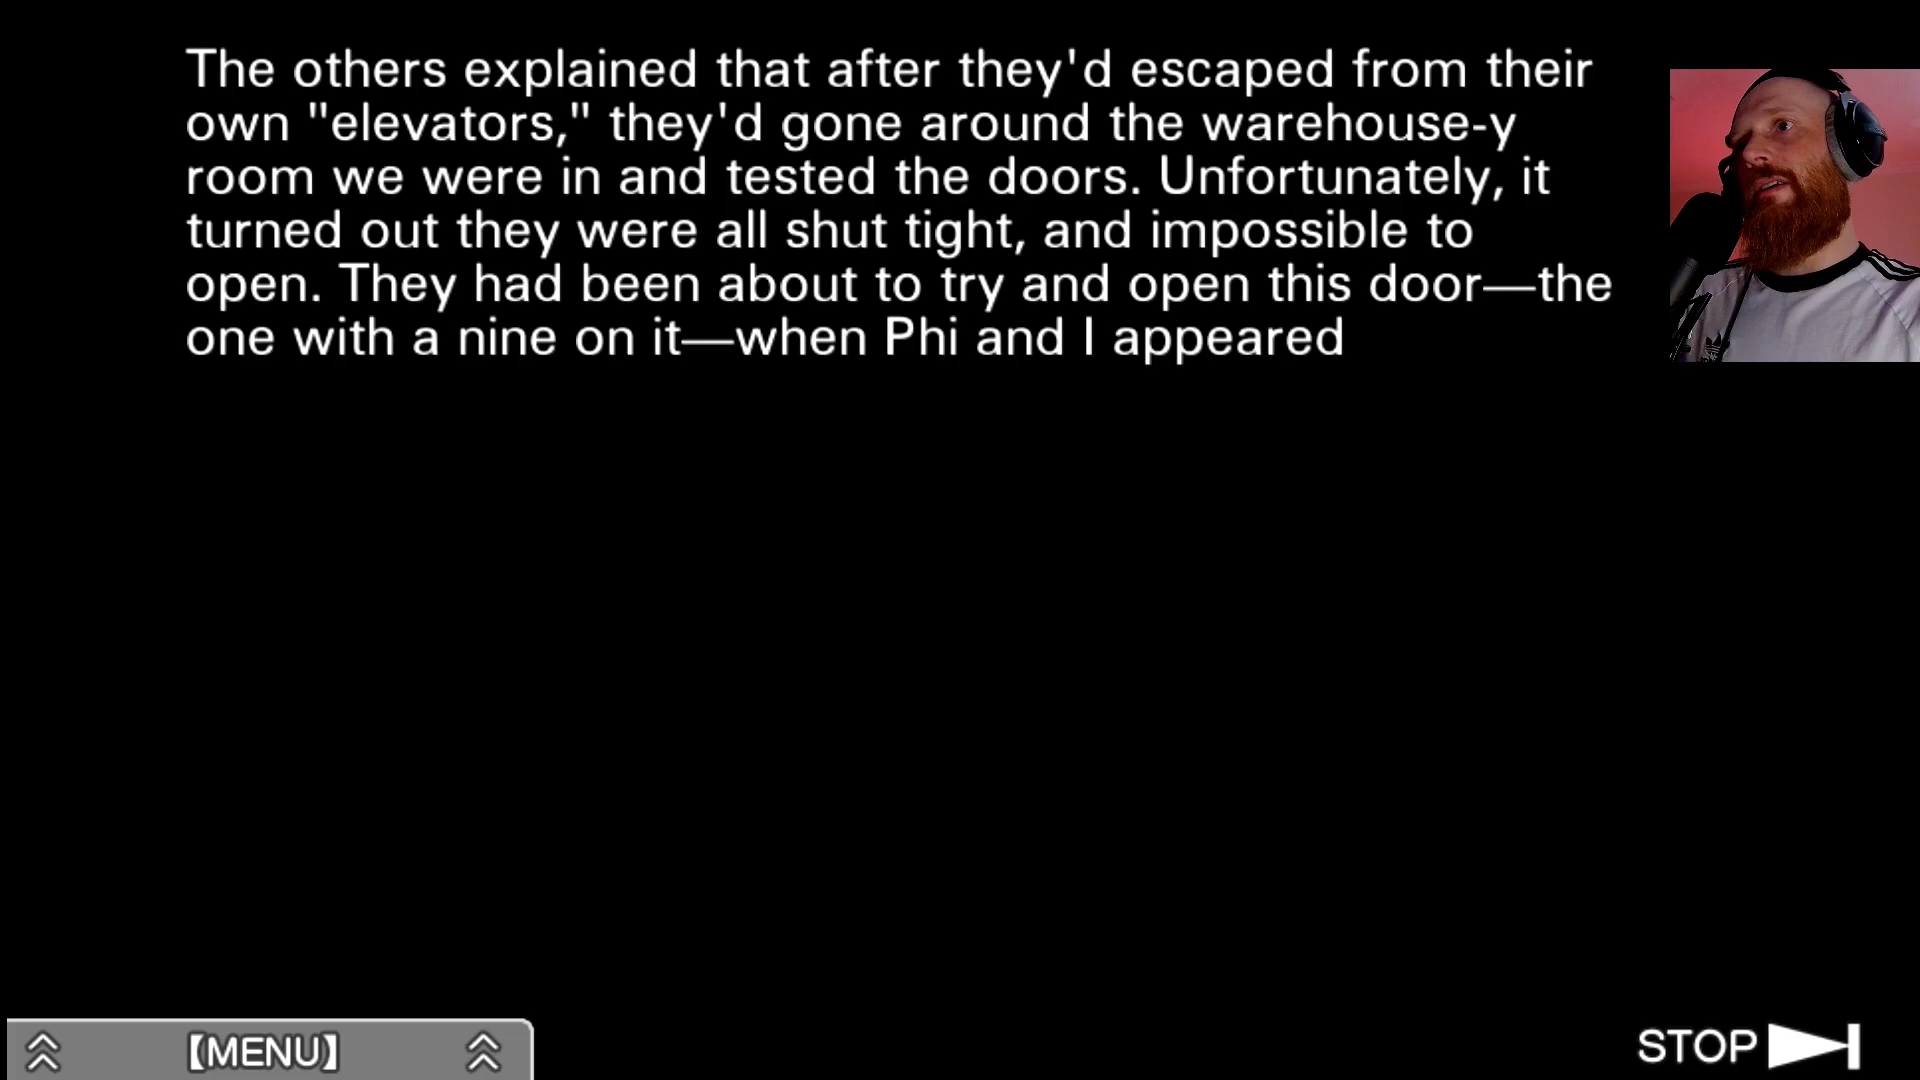 The others explained that after they'd escaped from their
own "elevators," they'd gone around the warehouse-y
room we were in and tested the doors. Unfortunately, it
turned out they were all shut tight, and impossible to
open. They had been about to try and open this door—the
one with a nine on it—when Phi and I appeared
【MENU】
STOP